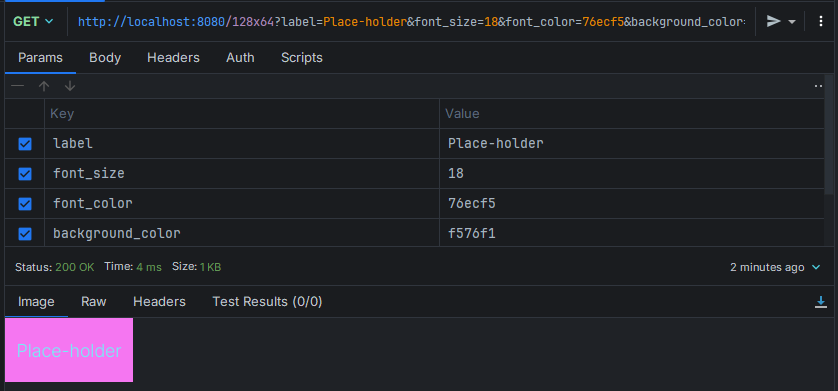 GET http://localhost:8080/128x64?label=Place-holder&font_size=18&font_color=76ecf5&background_color=
Params Body Headers Auth Scripts
Key Value
label Place-holder
font_size 18
font_color 76ecf5
background_color f576f1
Status: 200 OK Time: 4 ms Size: 1 KB 2 minutes ago
Image Raw Headers Test Results (0/0)
Place-holder